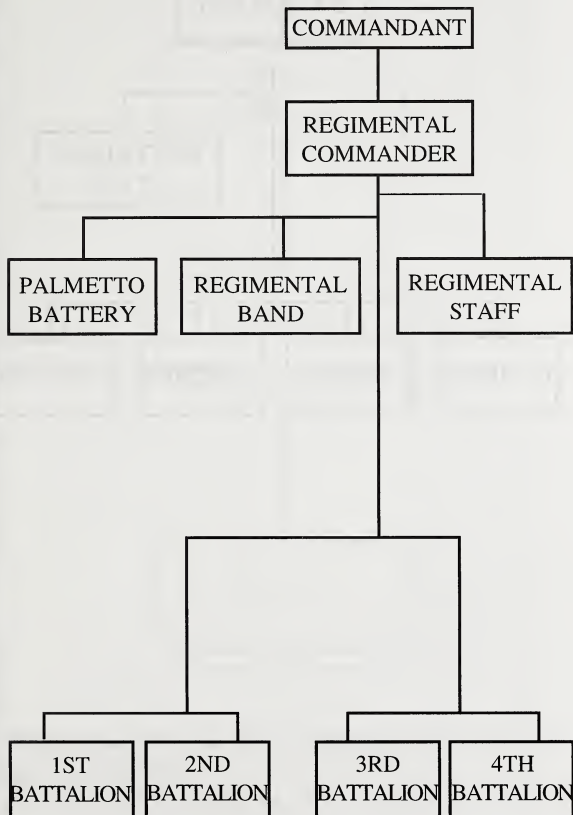 COMMANDANT
REGIMENTAL
COMMANDER
PALMETTO
BATTERY
REGIMENTAL
BAND
REGIMENTAL
STAFF
1ST
BATTALION
2ND
BATTALION
3RD
BATTALION
4TH
BATTALION